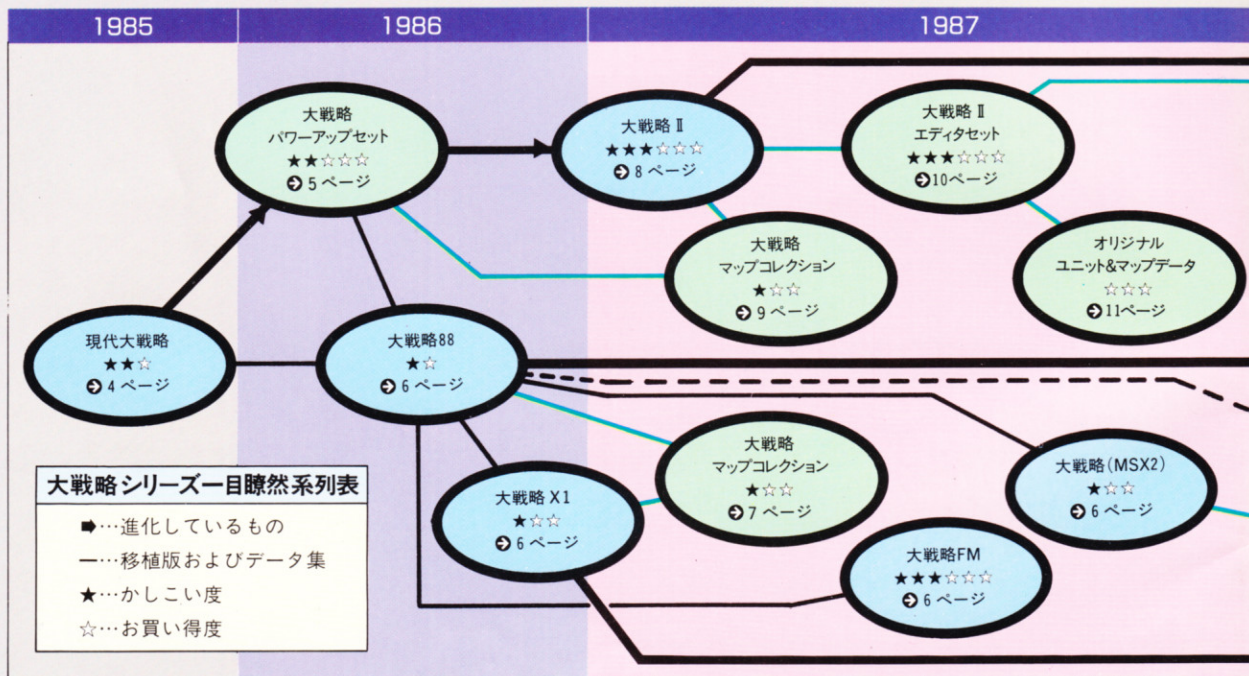 1985
1986
1987
大戦略
パワーアップセット
★★☆☆☆
➔5ページ
大戦略Ⅱ
★★★☆☆☆
➔8ページ
大戦略Ⅱ
エディタセット
★★★☆☆☆
➔10ページ
大戦略
マップコレクション
★☆☆
➔9ページ
オリジナル
ユニット&マップデータ
☆☆☆
➔11ページ
現代大戦略
★★☆
➔4ページ
大戦略88
★☆
➔6ページ
大戦略X1
★☆☆
➔6ページ
大戦略
マップコレクション
★☆☆
➔7ページ
大戦略(MSX2)
★☆☆
➔6ページ
大戦略FM
★★★☆☆☆
➔6ページ
大戦略シリーズ一目瞭然系列表
➡…進化しているもの
ー…移植版およびデータ集
★…かしこい度
☆…お買い得度